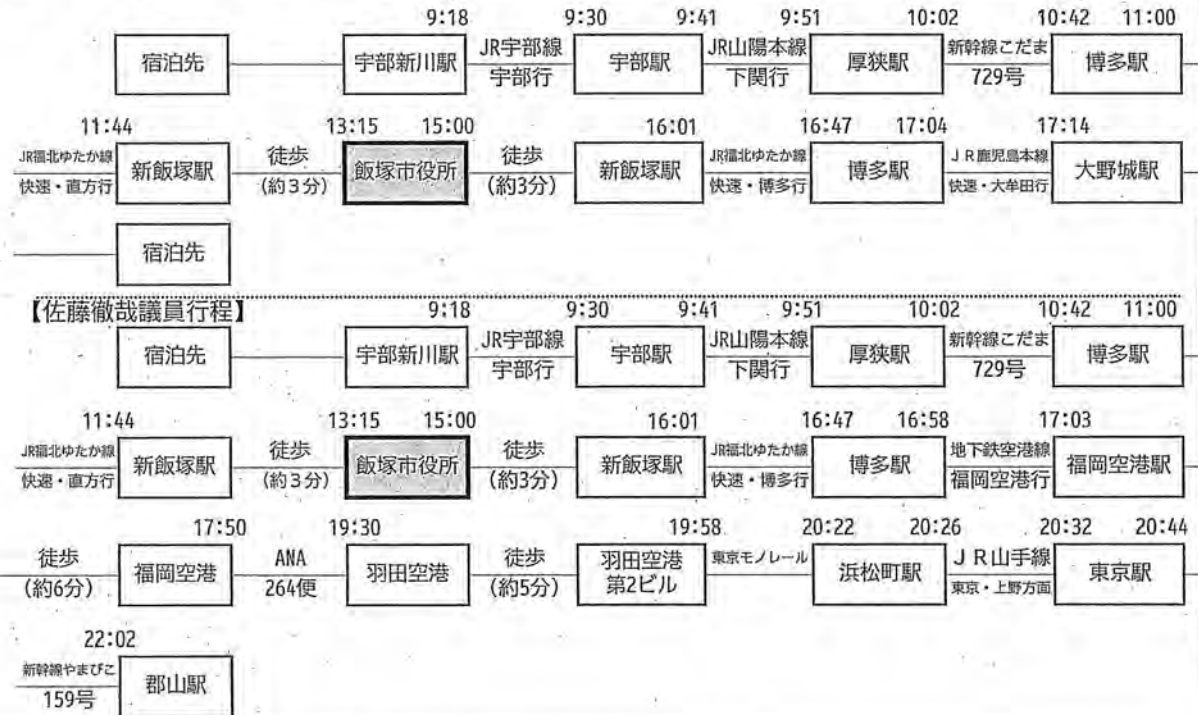 9:18 9:30 9:41 9:51 10:02 10:42 11:00
宿泊先 宇部新川駅 JR宇部線 宇部行 宇部駅 JR山陽本線 下関行 厚狭駅 新幹線こだま 729号 博多駅
11:44 13:15 15:00 16:01 16:47 17:04 17:14
JR福北ゆたか線 快速・直方行 新飯塚駅 徒歩 (約3分) 飯塚市役所 徒歩 (約3分) 新飯塚駅 JR福北ゆたか線 快速・博多行 博多駅 JR鹿児島本線 快速・大牟田行 大野城駅
宿泊先
【佐藤徹哉議員行程】 9:18 9:30 9:41 9:51 10:02 10:42 11:00
宿泊先 宇部新川駅 JR宇部線 宇部行 宇部駅 JR山陽本線 下関行 厚狭駅 新幹線こだま 729号 博多駅
11:44 13:15 15:00 16:01 16:47 16:58 17:03
JR福北ゆたか線 快速・直方行 新飯塚駅 徒歩 (約3分) 飯塚市役所 徒歩 (約3分) 新飯塚駅 JR福北ゆたか線 快速・博多行 博多駅 地下鉄空港線 福岡空港行 福岡空港駅
17:50 19:30 19:58 20:22 20:26 20:32 20:44
徒歩 (約6分) 福岡空港 ANA 264便 羽田空港 徒歩 (約5分) 羽田空港 第2ビル 東京モノレール 浜松町駅 JR山手線 東京・上野方面 東京駅
22:02
新幹線やまびこ 159号 郡山駅